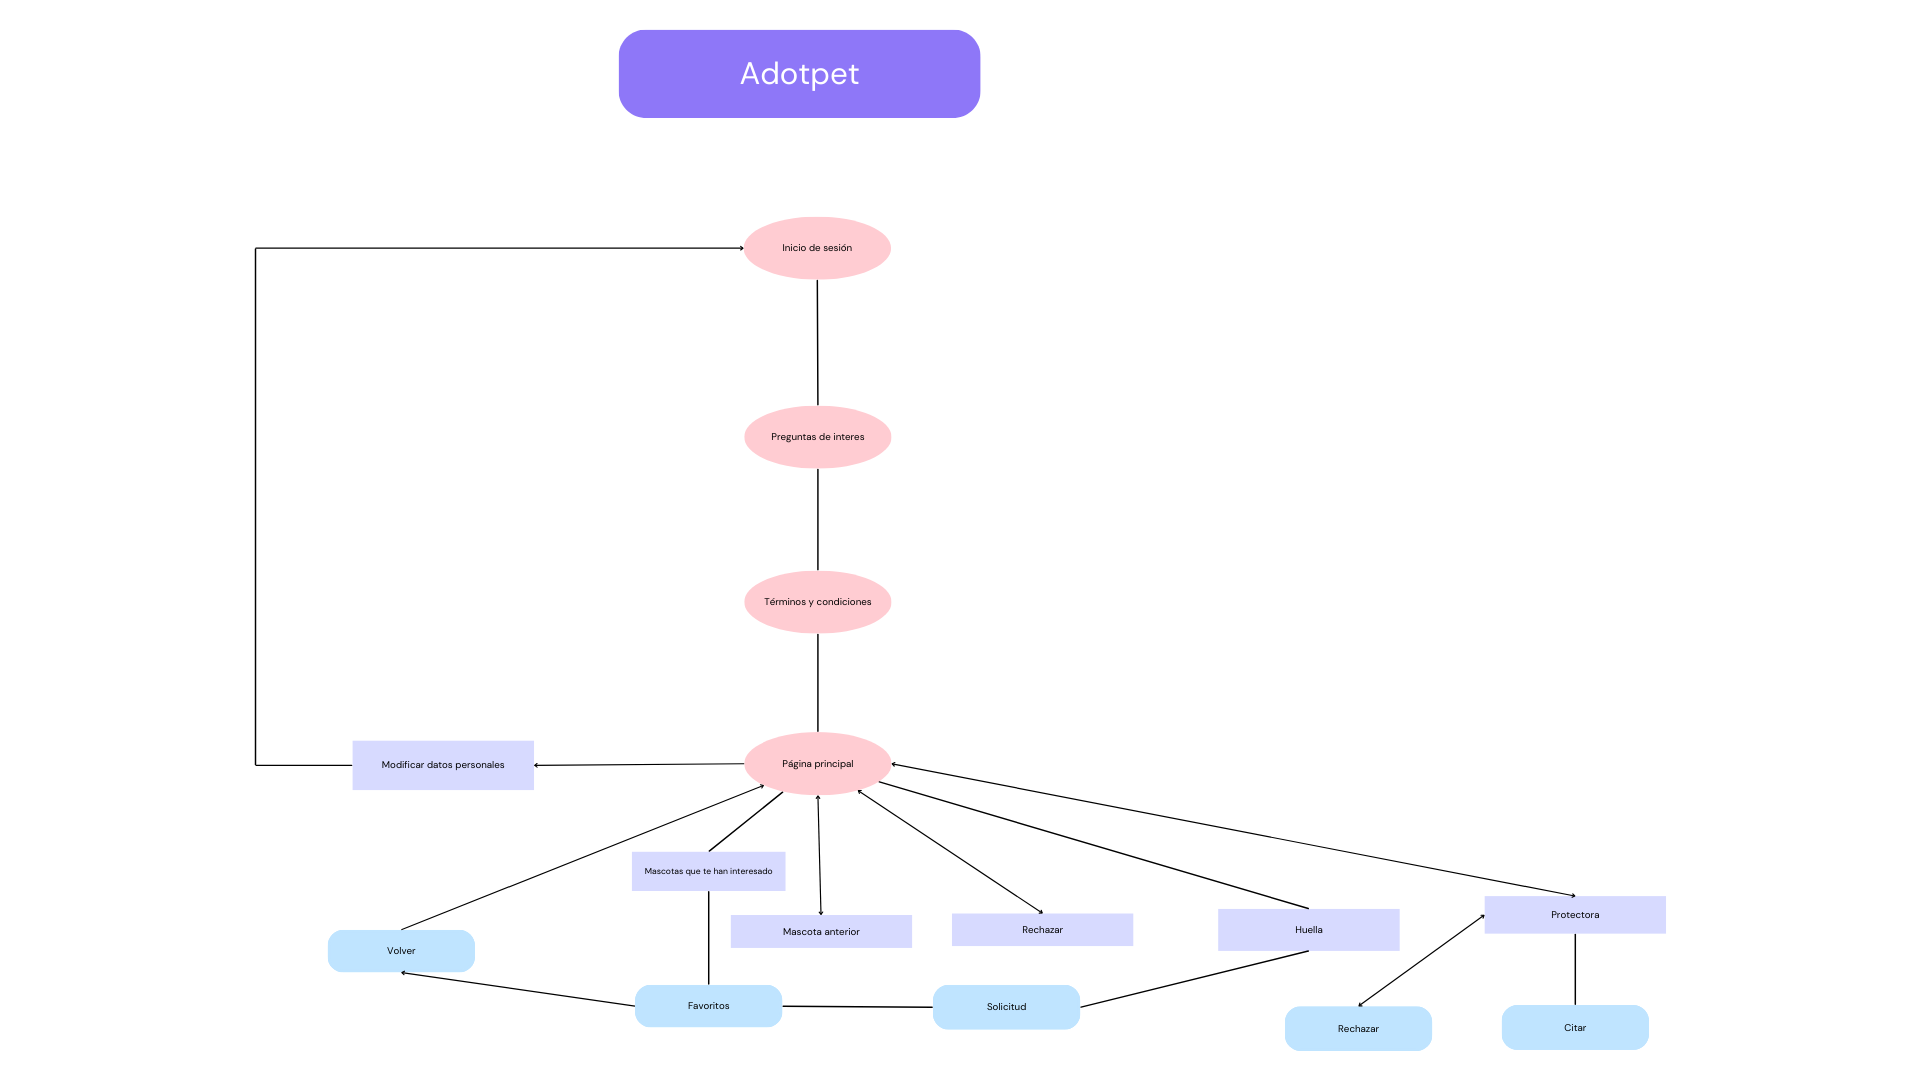 Adotpet
Inicio de sesión
Preguntas de interes
Términos y condiciones
Página principal
Modificar datos personales
Mascotas que te han interesado
Mascota anterior
Rechazar
Huella
Protectora
Volver
Favoritos
Solicitud
Rechazar
Citar